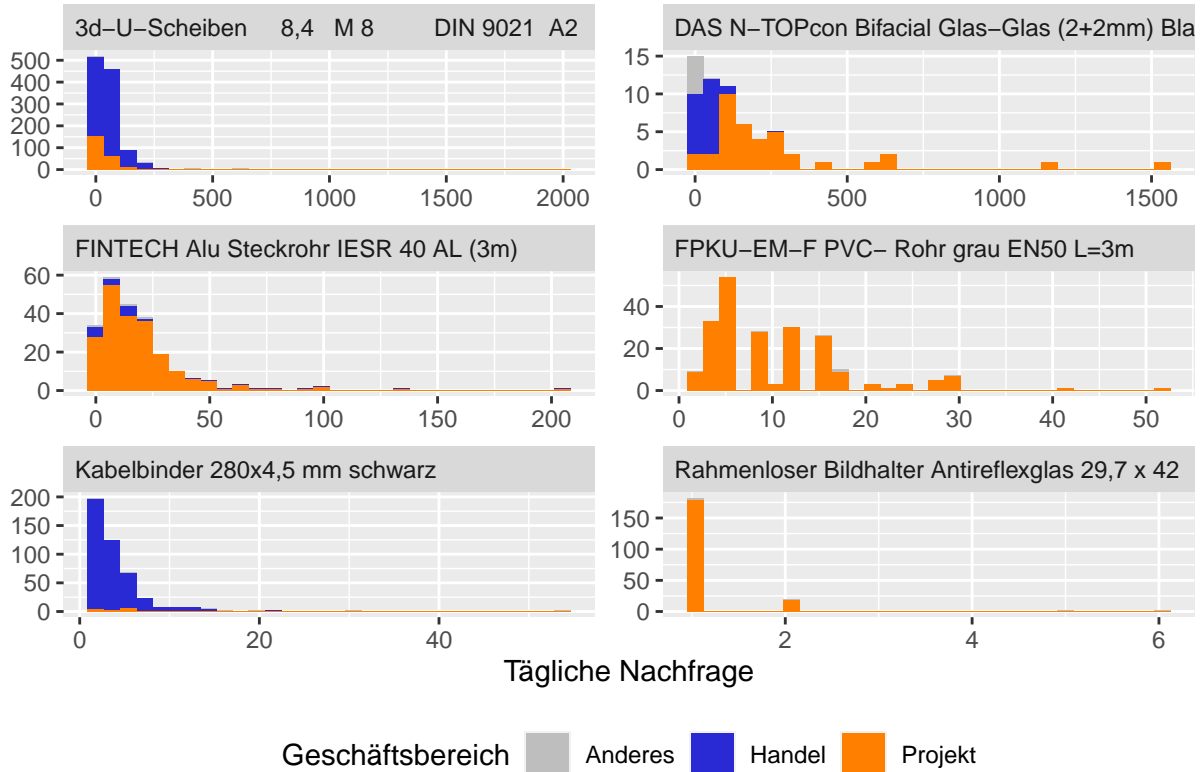 3d−U−Scheiben 8,4 M 8 DIN 9021 A2
500
400
300
200
100
0
0 500 1000 1500 2000
DAS N−TOPcon Bifacial Glas−Glas (2+2mm) Bla
15
10
5
0
0 500 1000 1500
FINTECH Alu Steckrohr IESR 40 AL (3m)
60
40
20
0
0 50 100 150 200
FPKU−EM−F PVC− Rohr grau EN50 L=3m
40
20
0
0 10 20 30 40 50
Kabelbinder 280x4,5 mm schwarz
200
150
100
50
0
0 20 40
Rahmenloser Bildhalter Antireflexglas 29,7 x 42
150
100
50
0
2 4 6
Tägliche Nachfrage
Geschäftsbereich Anderes Handel Projekt